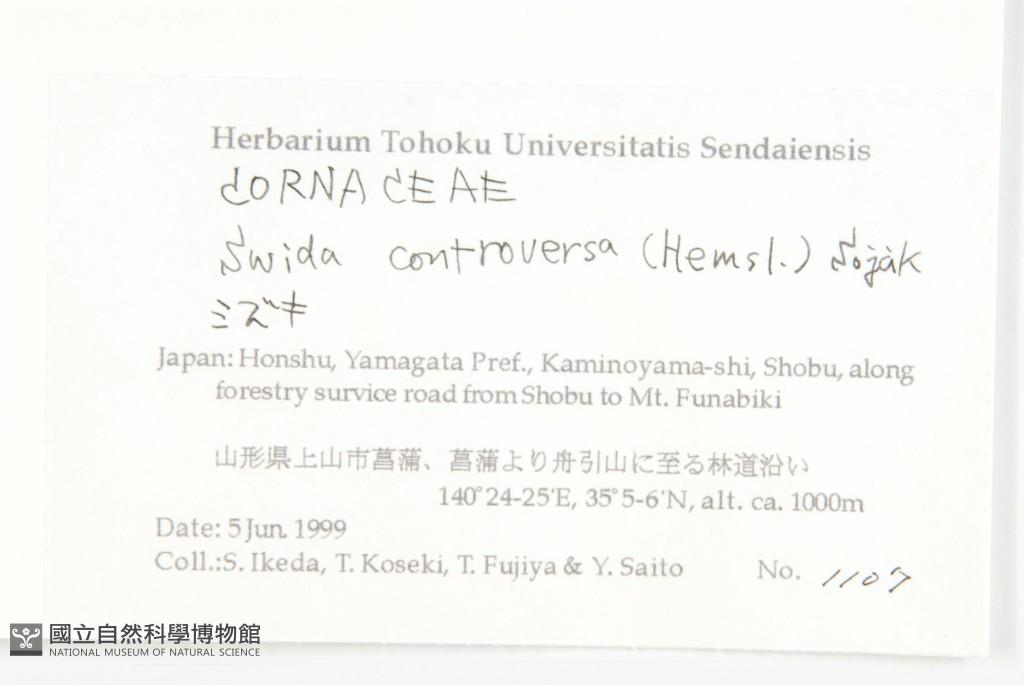 Herbarium Tohoku Universitatis Sendaiensis
CORNACEAE
Swida controversa (Hemsl.) Soják
ミズキ
Japan: Honshu, Yamagata Pref., Kaminoyama-shi, Shobu, along
forestry survice road from Shobu to Mt. Funabiki
山形県上山市菖蒲、菖蒲より舟引山に至る林道沿い
140°24-25'E, 35°5-6'N, alt. ca. 1000m
Date: 5 Jun. 1999
Coll.:S. Ikeda, T. Koseki, T. Fujiya & Y. Saito No. 1107
國立自然科學博物館
NATIONAL MUSEUM OF NATURAL SCIENCE